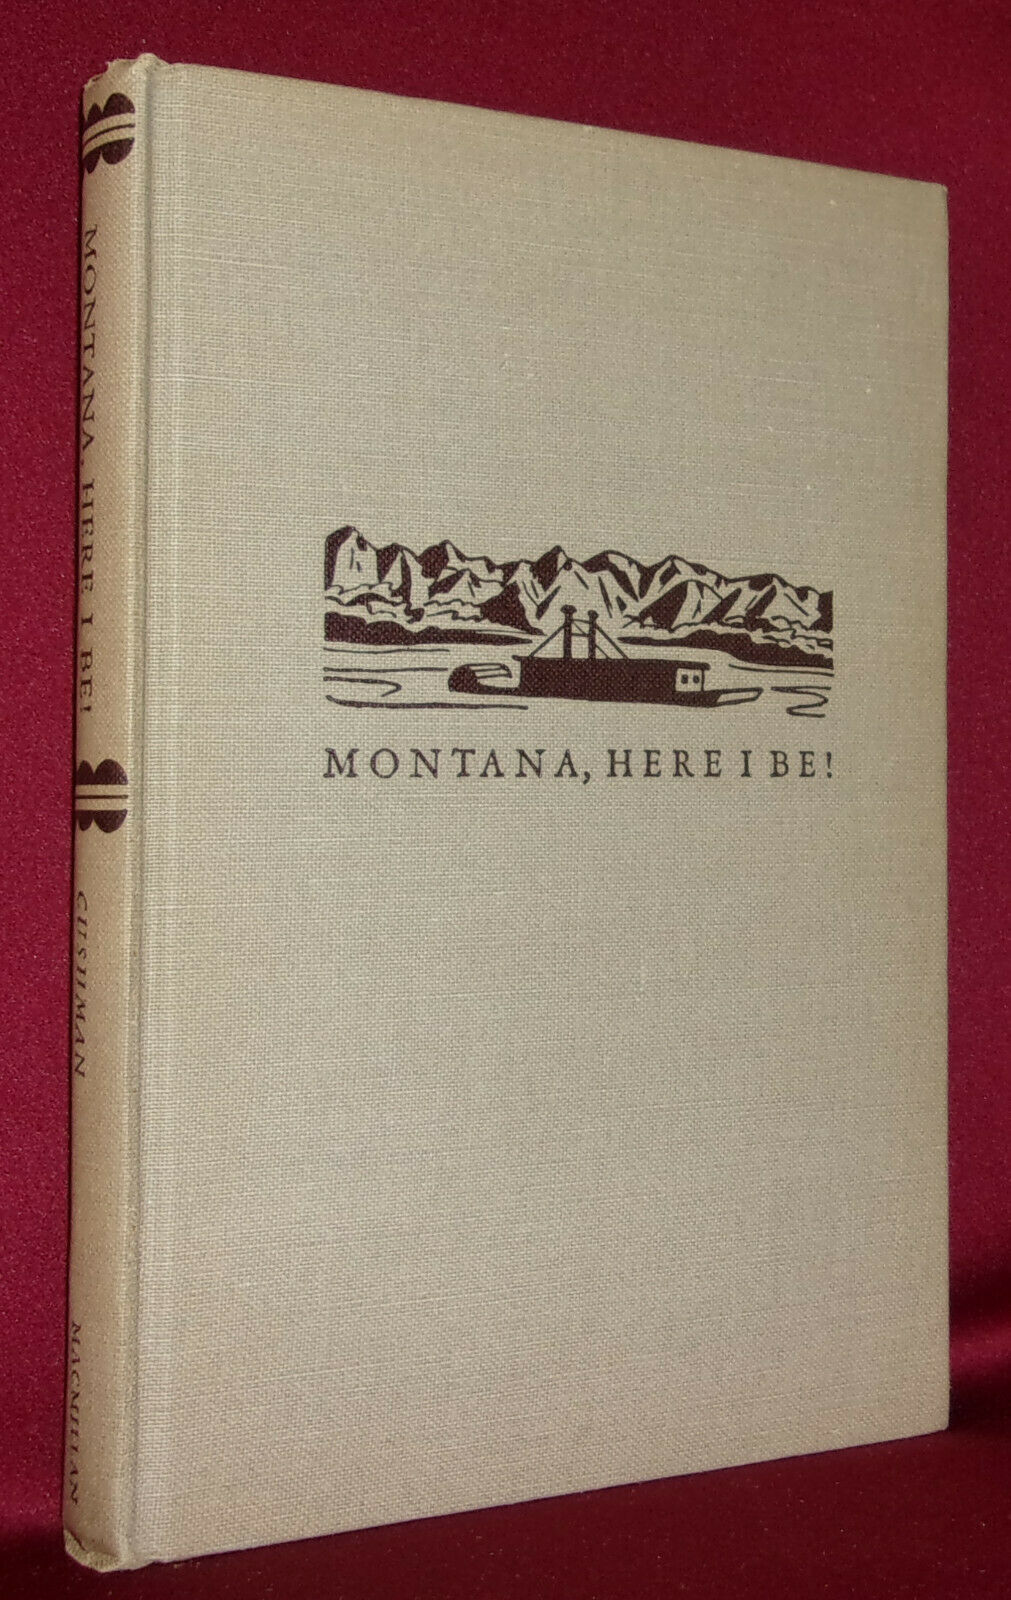 MONTANA, HERE I BE!
CUSHMAN
MACMILLAN
MONTANA, HERE I BE!